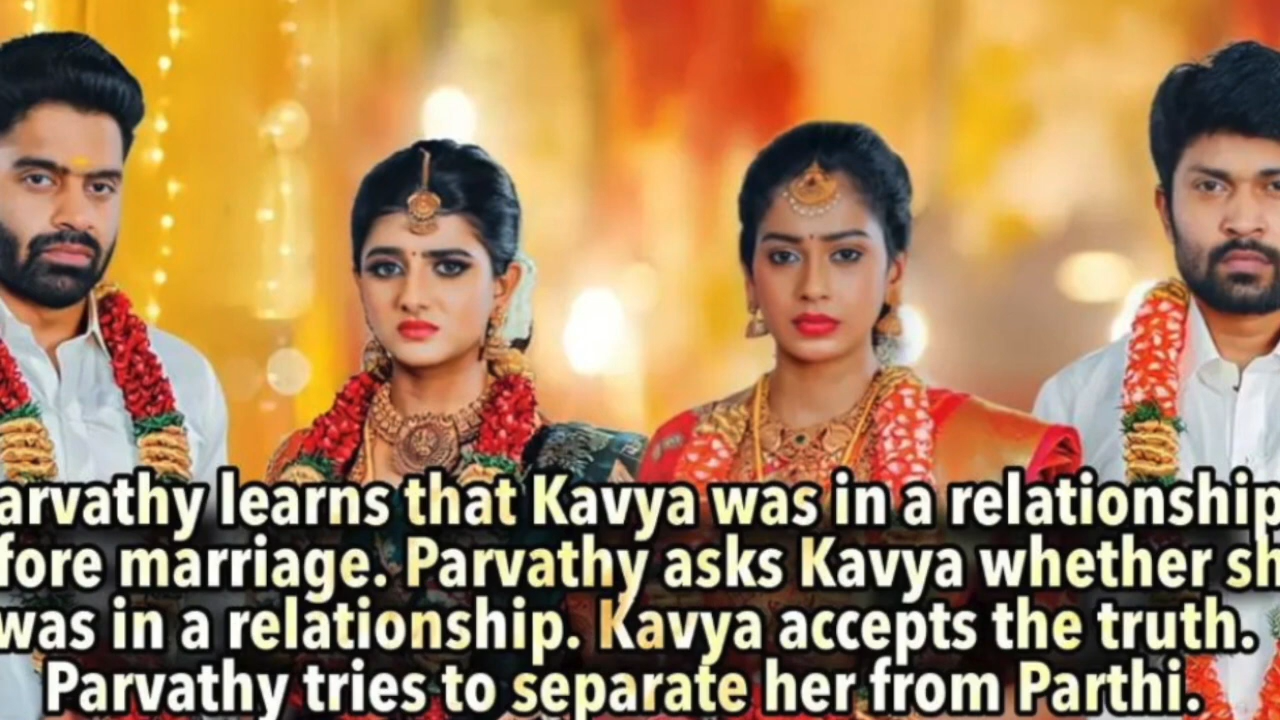 arvathy learns that Kavya was in a relationship
fore marriage. Parvathy asks Kavya whether sh
was in a relationship. Kavya accepts the truth.
Parvathy tries to separate her from Parthi.